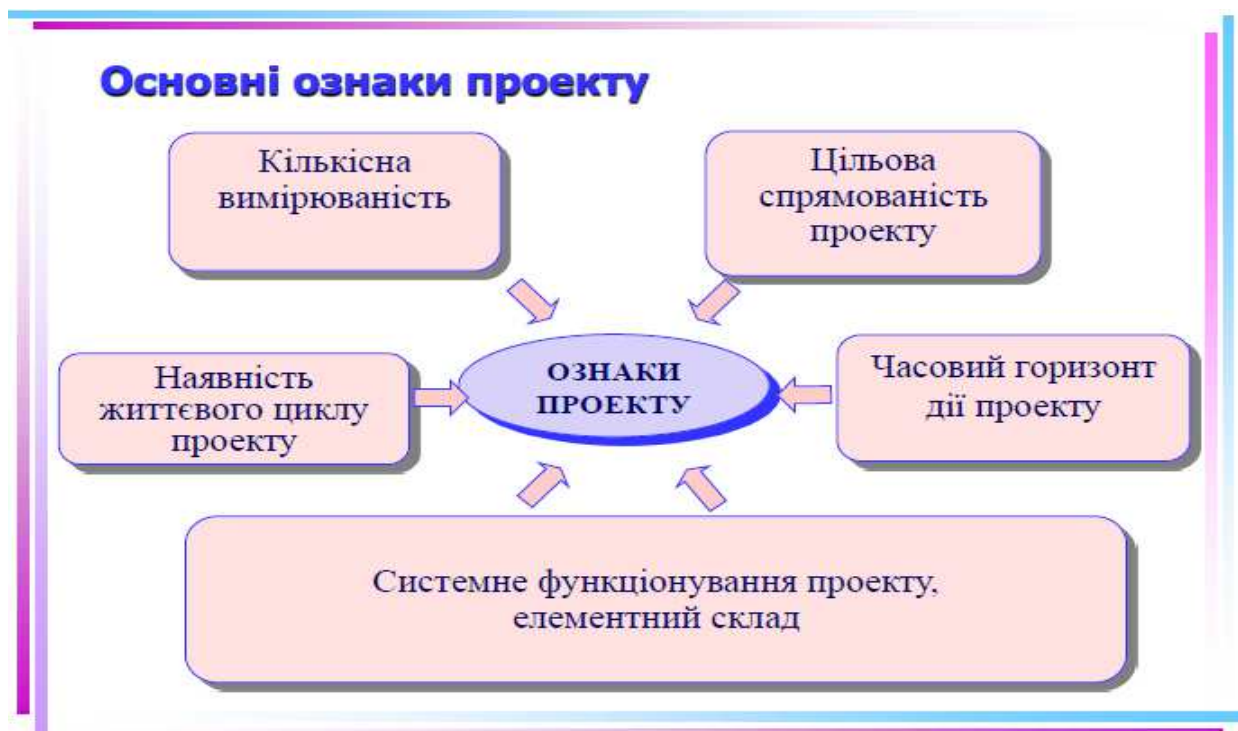 Основні ознаки проекту
Кількісна
вимірюваність
Цільова
спрямованість
проекту
Наявність
життєвого циклу
проекту
ОЗНАКИ
ПРОЕКТУ
Часовий горизонт
дії проекту
Системне функціонування проекту,
елементний склад